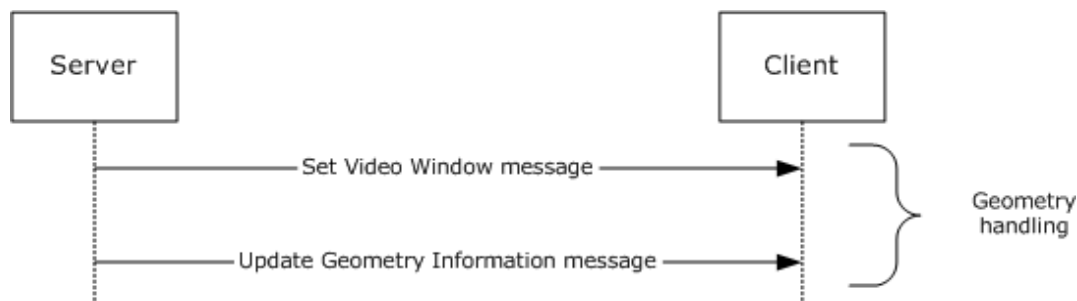 Server
Client
Set Video Window message
Update Geometry Information message
Geometry
handling